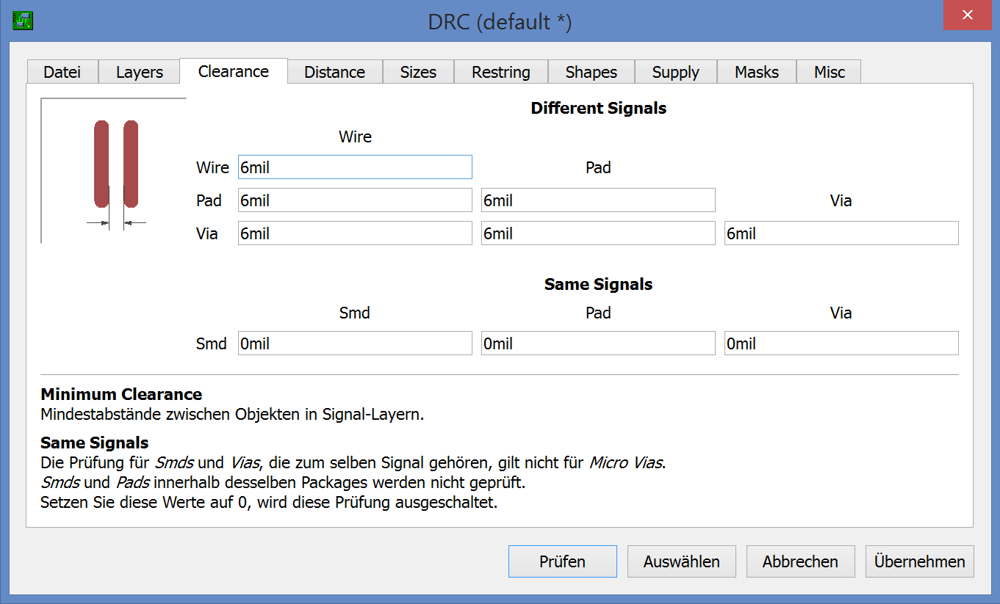 DRC (default *)
Datei Layers Clearance Distance Sizes Restring Shapes Supply Masks Misc
Different Signals
Wire
Wire 6mil Pad
Pad 6mil 6mil Via
Via 6mil 6mil 6mil
Same Signals
Smd Pad Via
Smd 0mil 0mil 0mil
Minimum Clearance
Mindestabstände zwischen Objekten in Signal-Layern.
Same Signals
Die Prüfung für Smds und Vias, die zum selben Signal gehören, gilt nicht für Micro Vias.
Smds und Pads innerhalb desselben Packages werden nicht geprüft.
Setzen Sie diese Werte auf 0, wird diese Prüfung ausgeschaltet.
Prüfen Auswählen Abbrechen Übernehmen